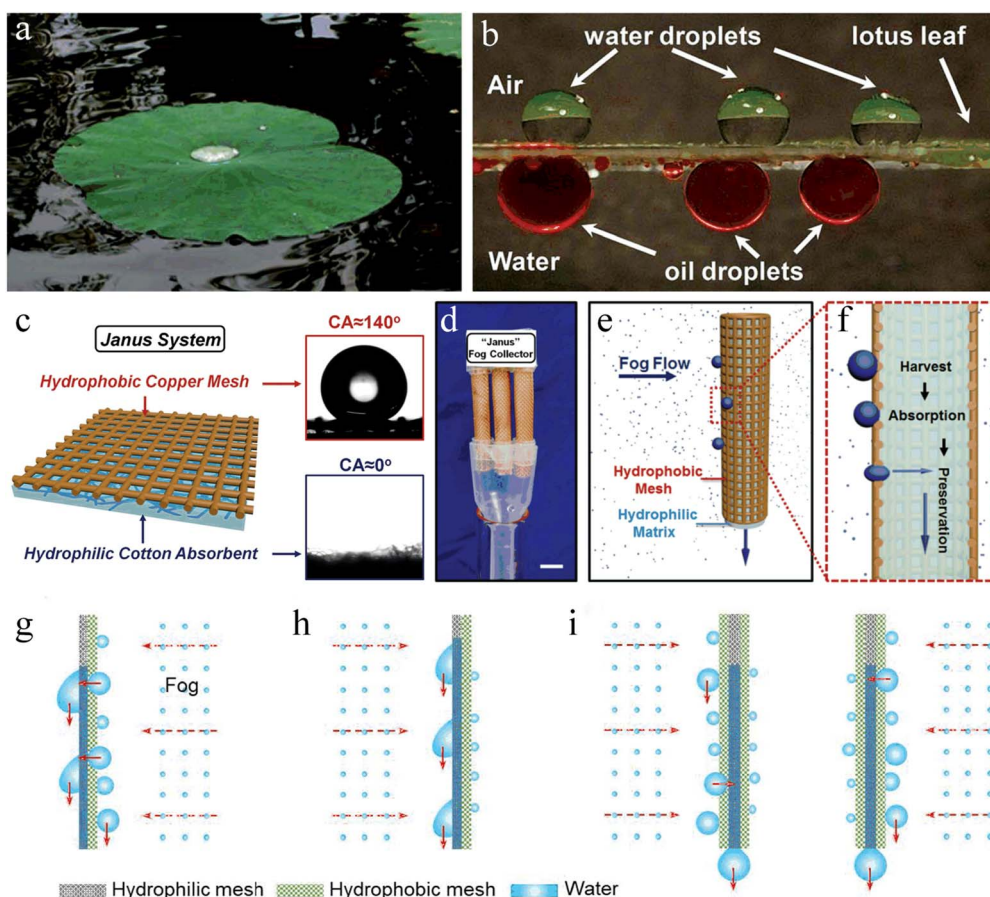 a
b
water droplets
lotus leaf
Air
Water
oil droplets
c
Janus System
Hydrophobic Copper Mesh
CA≈140°
CA≈0°
Hydrophilic Cotton Absorbent
d
"Janus"
Fog Collector
e
Fog Flow
Hydrophobic
Mesh
Hydrophilic
Matrix
f
Harvest
Absorption
Preservation
g
Fog
h
i
Hydrophilic mesh
Hydrophobic mesh
Water